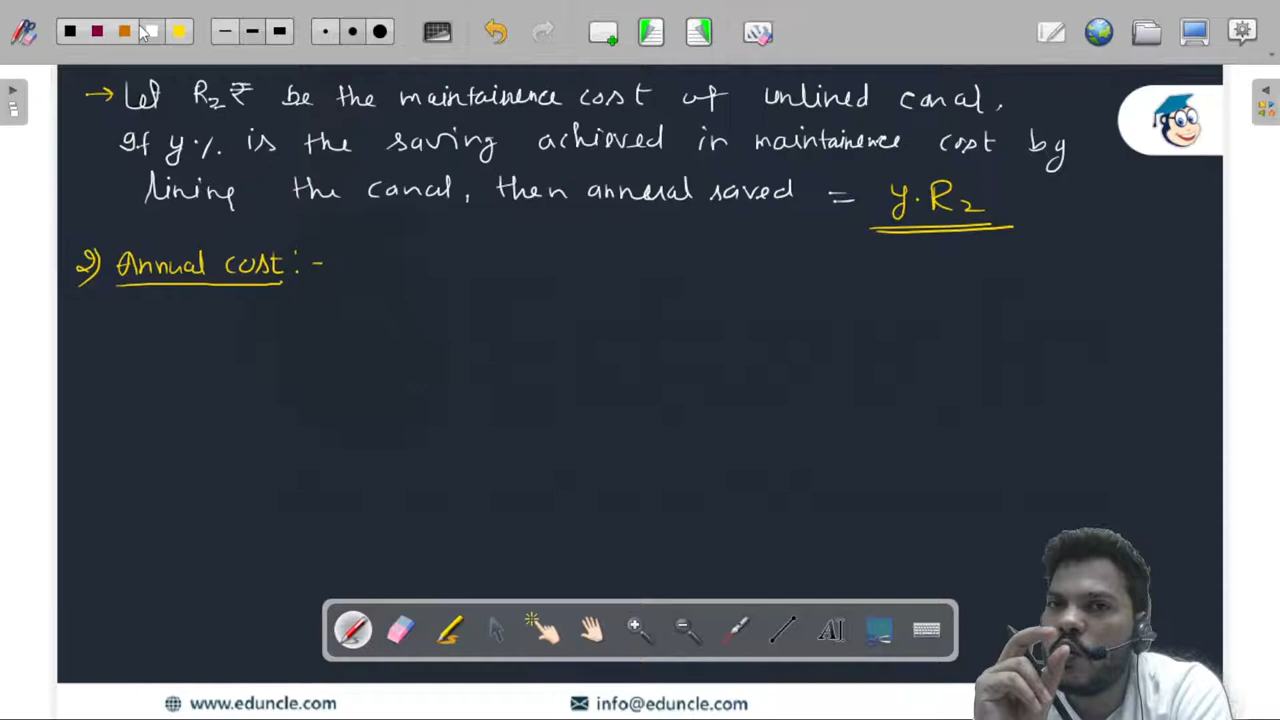 → Let R₂ ₹ be the maintainence cost of unlined canal,
If y% is the saving achieved in maintainence cost by
lining the canal, then annual saved = y.R₂
2) Annual cost:-
AI
www.eduncle.com
info@eduncle.com